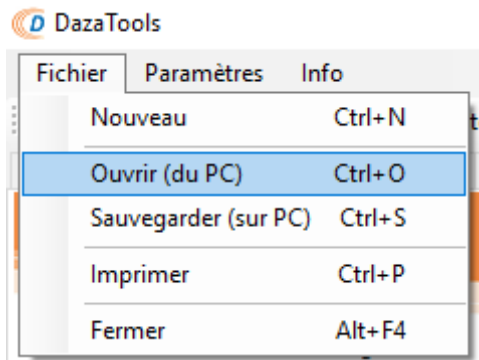 DazaTools
Fichier Paramètres Info
Nouveau Ctrl+N
Ouvrir (du PC) Ctrl+O
Sauvegarder (sur PC) Ctrl+S
Imprimer Ctrl+P
Fermer Alt+F4